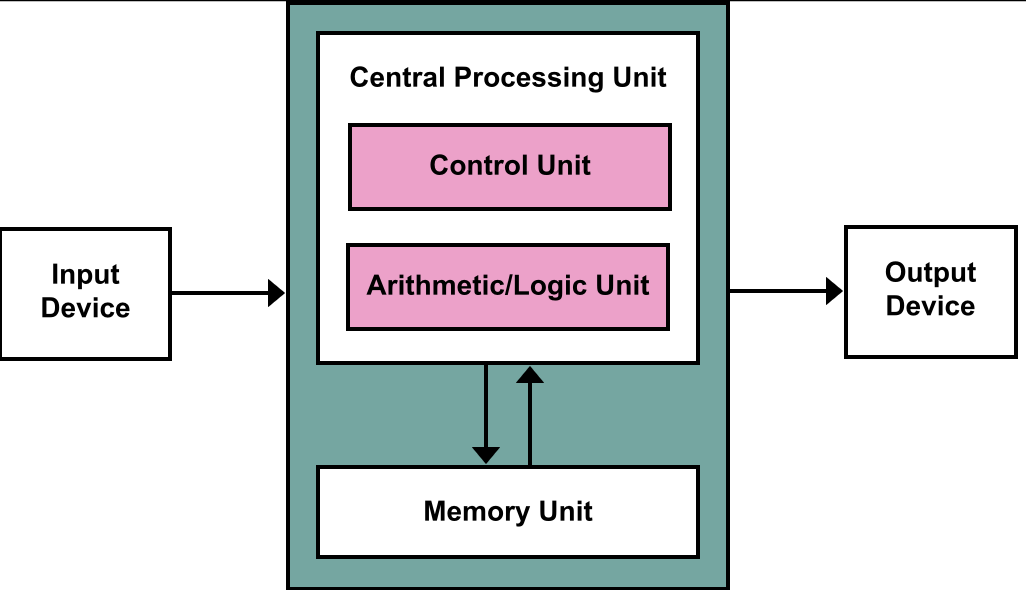 Central Processing Unit
Control Unit
Arithmetic/Logic Unit
Input
Device
Output
Device
Memory Unit